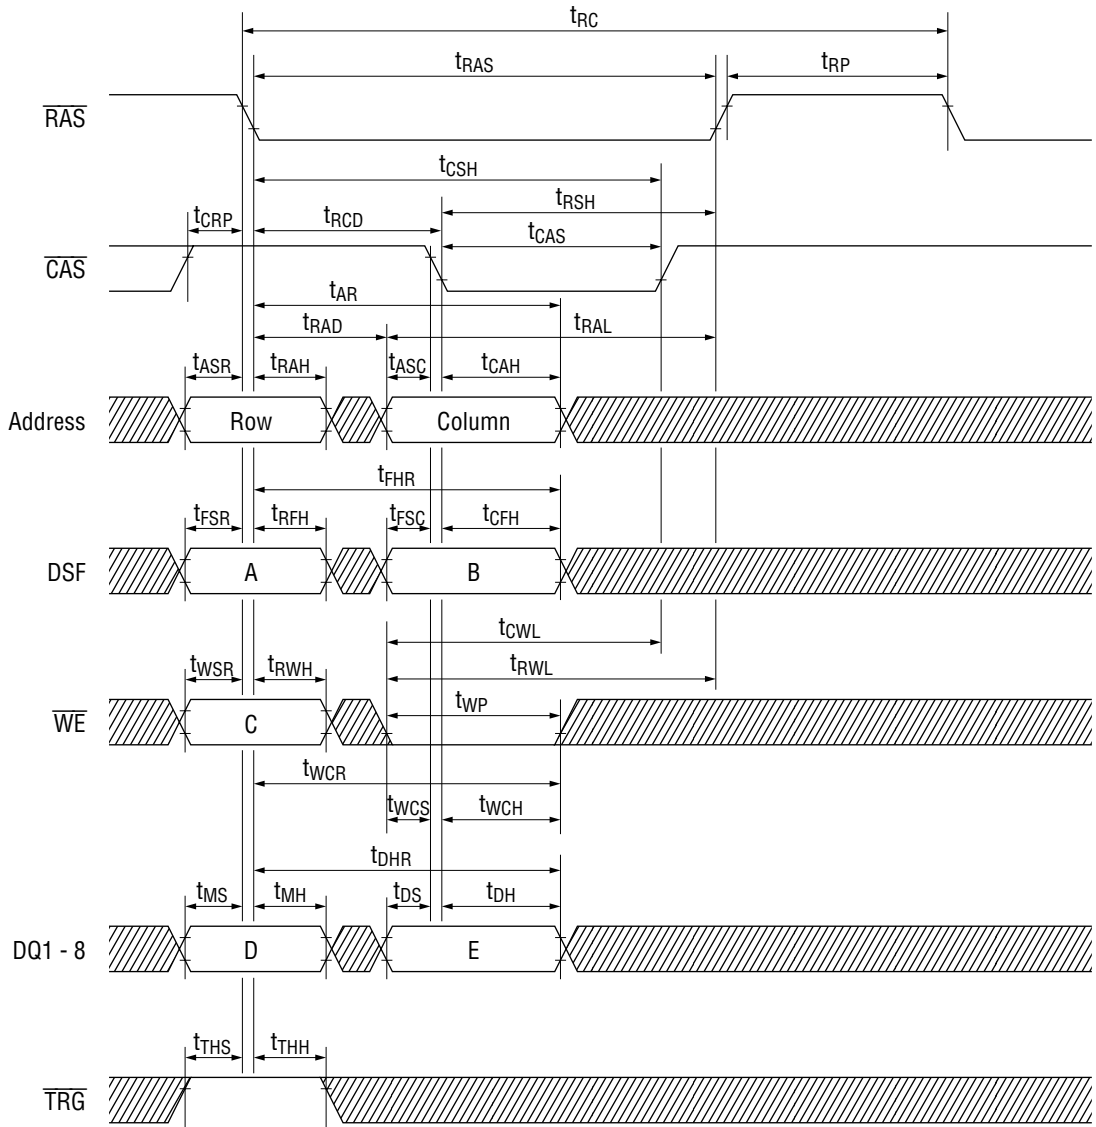 tRC
tRAS tRP
RAS
tCSH
tRSH
tCRP tRCD
tCAS
CAS
tAR
tRAD tRAL
tASR tRAH tASC tCAH
Address Row Column
tFHR
tFSR tRFH tFSC tCFH
DSF A B
tCWL
tRWL
tWSR tRWH
tWP
WE C
tWCR
tWCS tWCH
tDHR
tMS tMH tDS tDH
DQ1 - 8 D E
tTHS tTHH
TRG